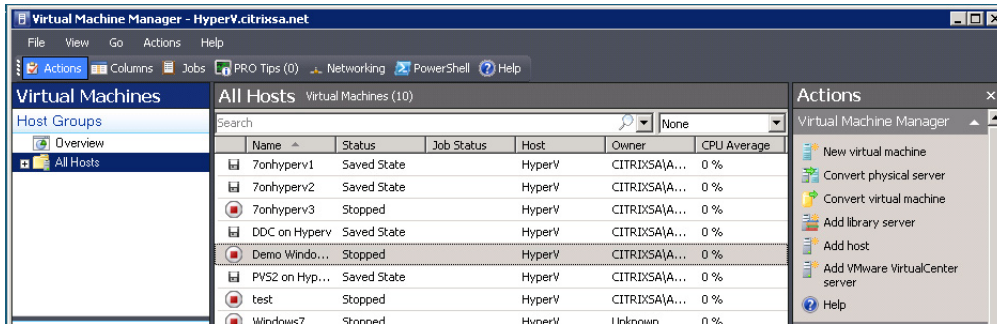 Virtual Machine Manager - HyperV.citrixsa.net
File View Go Actions Help
Actions Columns Jobs PRO Tips (0) Networking PowerShell Help
Virtual Machines
Host Groups
Overview
All Hosts
All Hosts Virtual Machines (10)
Search None
Name Status Job Status Host Owner CPU Average
7onhyperv1 Saved State HyperV CITRIXSA\A... 0 %
7onhyperv2 Saved State HyperV CITRIXSA\A... 0 %
7onhyperv3 Stopped HyperV CITRIXSA\A... 0 %
DDC on Hyperv Saved State HyperV CITRIXSA\A... 0 %
Demo Windo... Stopped HyperV CITRIXSA\A... 0 %
PVS2 on Hyp... Saved State HyperV CITRIXSA\A... 0 %
test Stopped HyperV CITRIXSA\A... 0 %
Windows7 Stopped HyperV Unknown 0 %
Actions
Virtual Machine Manager
New virtual machine
Convert physical server
Convert virtual machine
Add library server
Add host
Add VMware VirtualCenter
server
Help